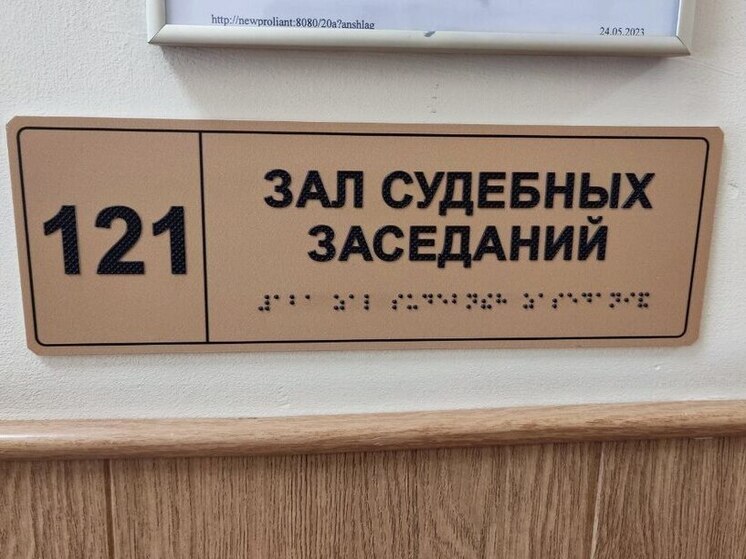 http://newproliant:8080/20a?anshlag 24.05.2023
121
ЗАЛ СУДЕБНЫХ
ЗАСЕДАНИЙ
⠼⠁⠃⠁ ⠵⠁⠇ ⠎⠥⠙⠑⠃⠝⠮⠓ ⠵⠁⠎⠑⠙⠁⠝⠊⠯